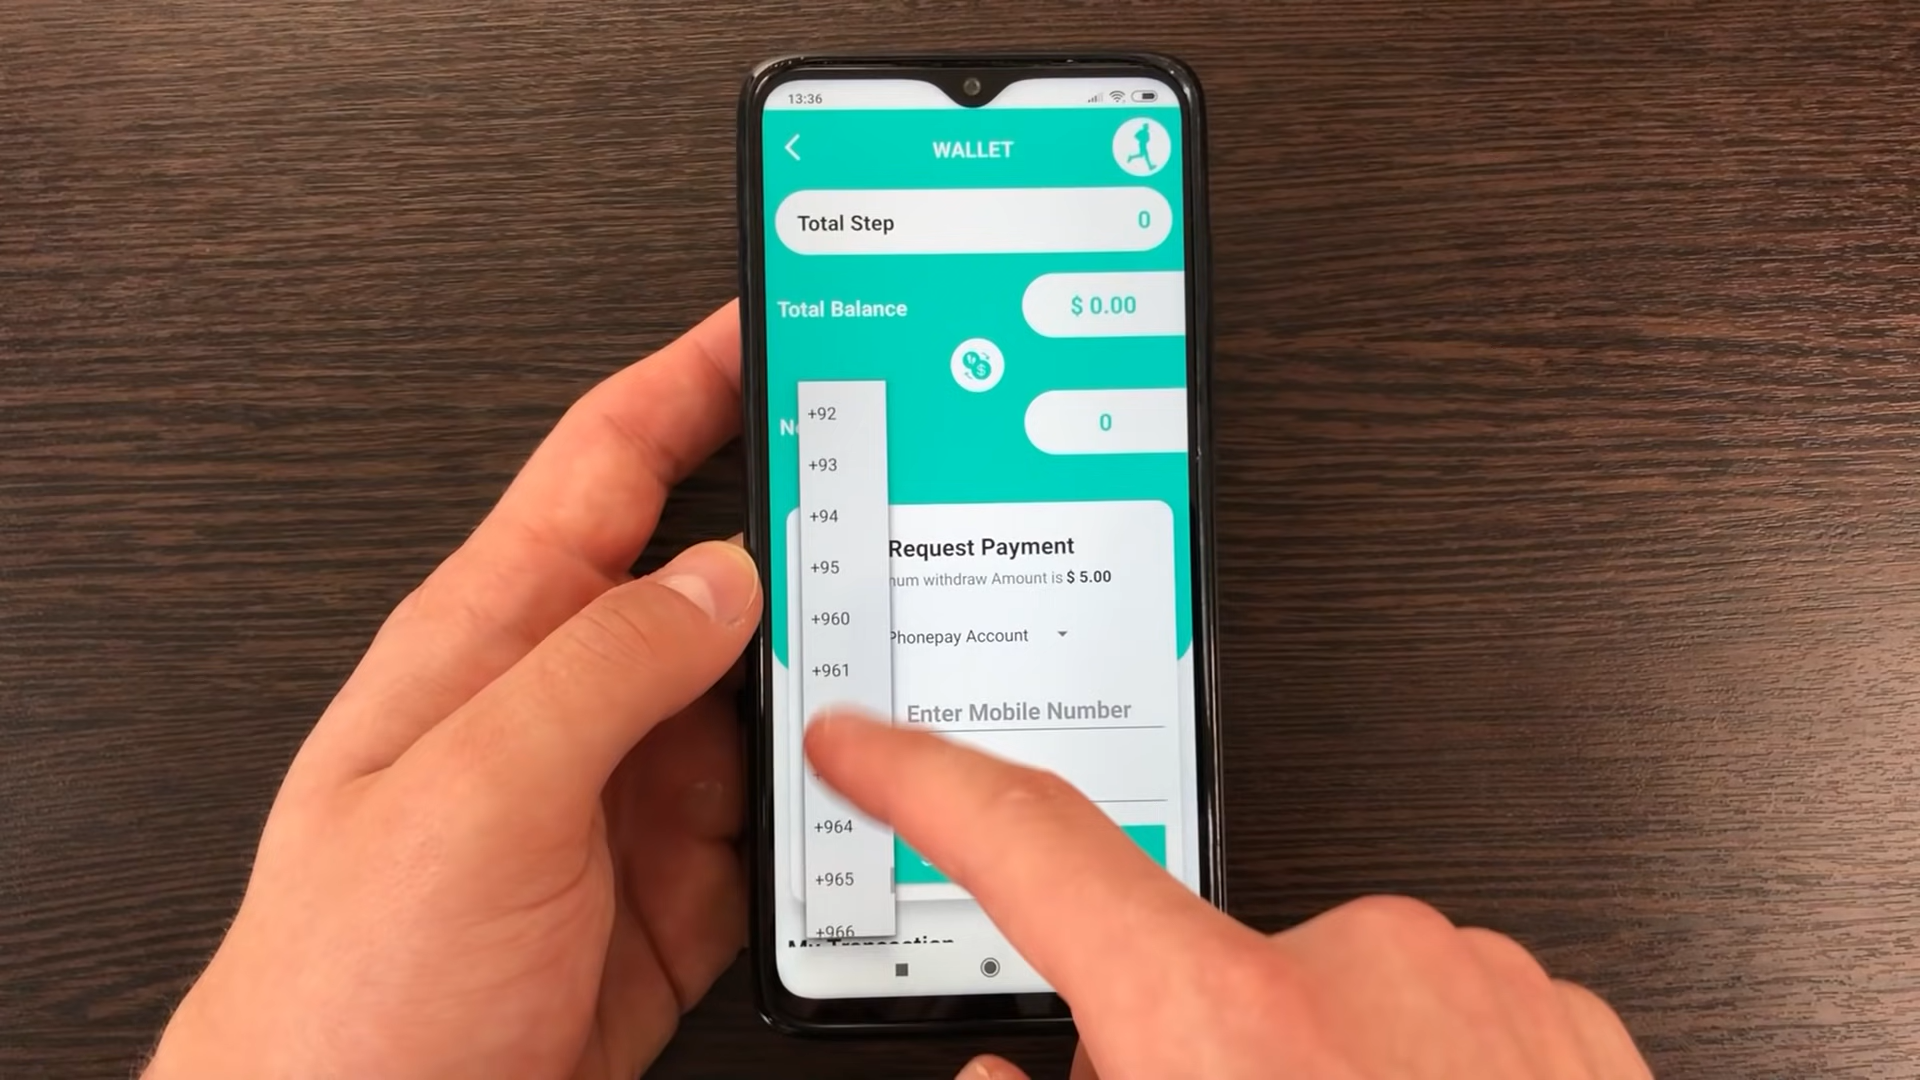 13:36
WALLET
Total Step 0
Total Balance $ 0.00
0
+92
+93
+94
+95
+960
+961
+964
+965
+966
Request Payment
withdraw Amount is $ 5.00
Phonepay Account
Enter Mobile Number
My Transaction